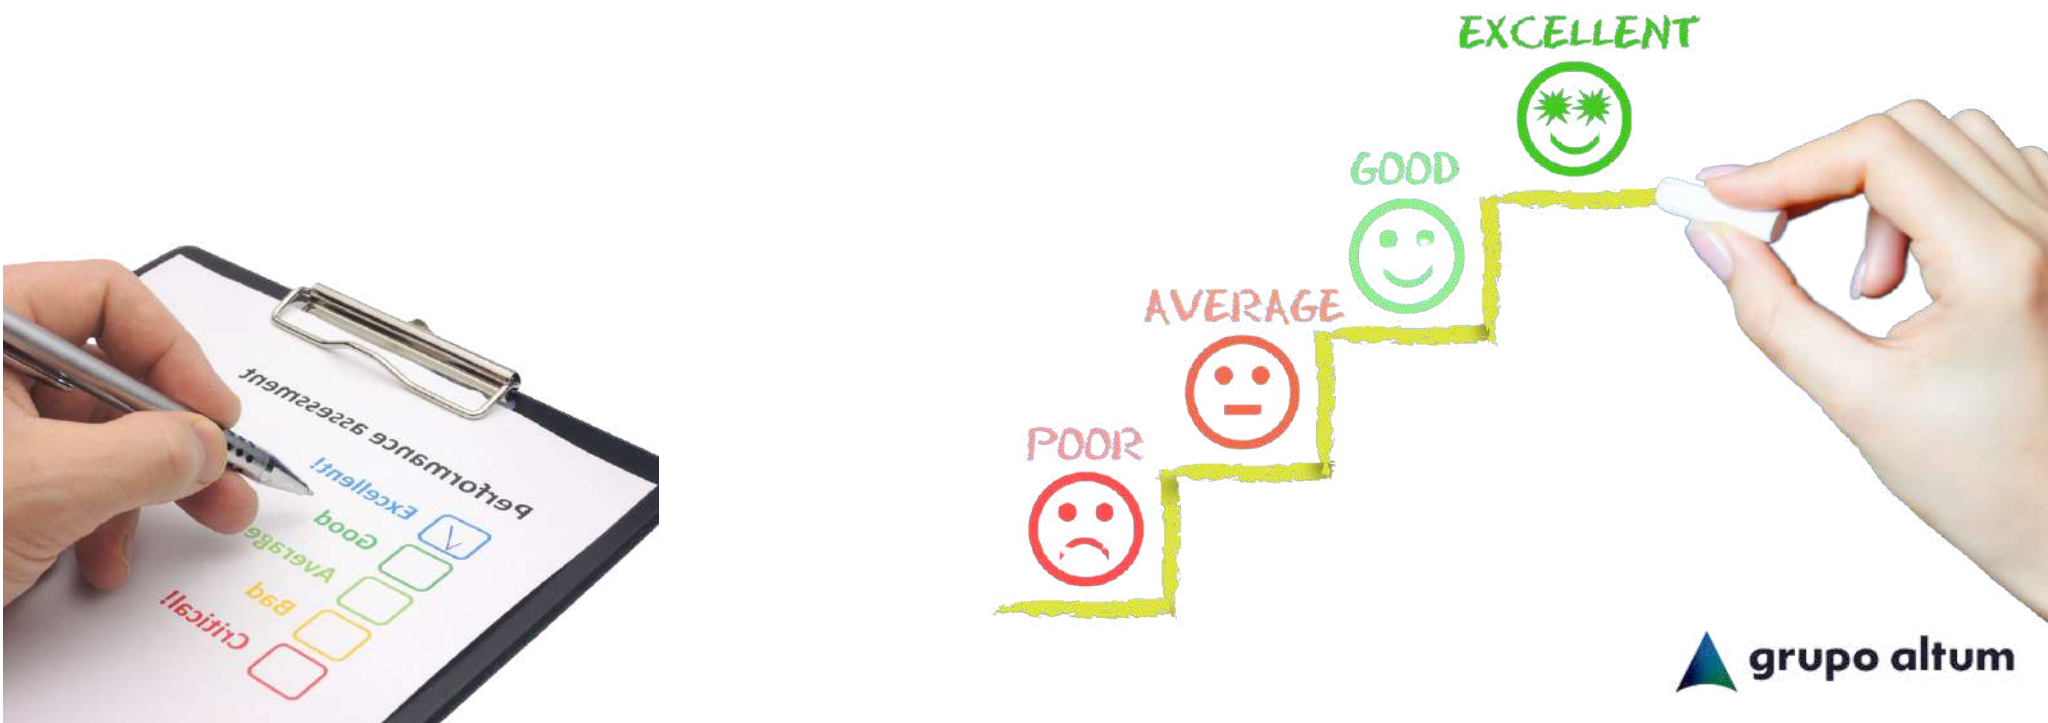 Performance assessment
Excellent!
Good
Average
Bad
Critical!
EXCELLENT
GOOD
AVERAGE
POOR
grupo altum